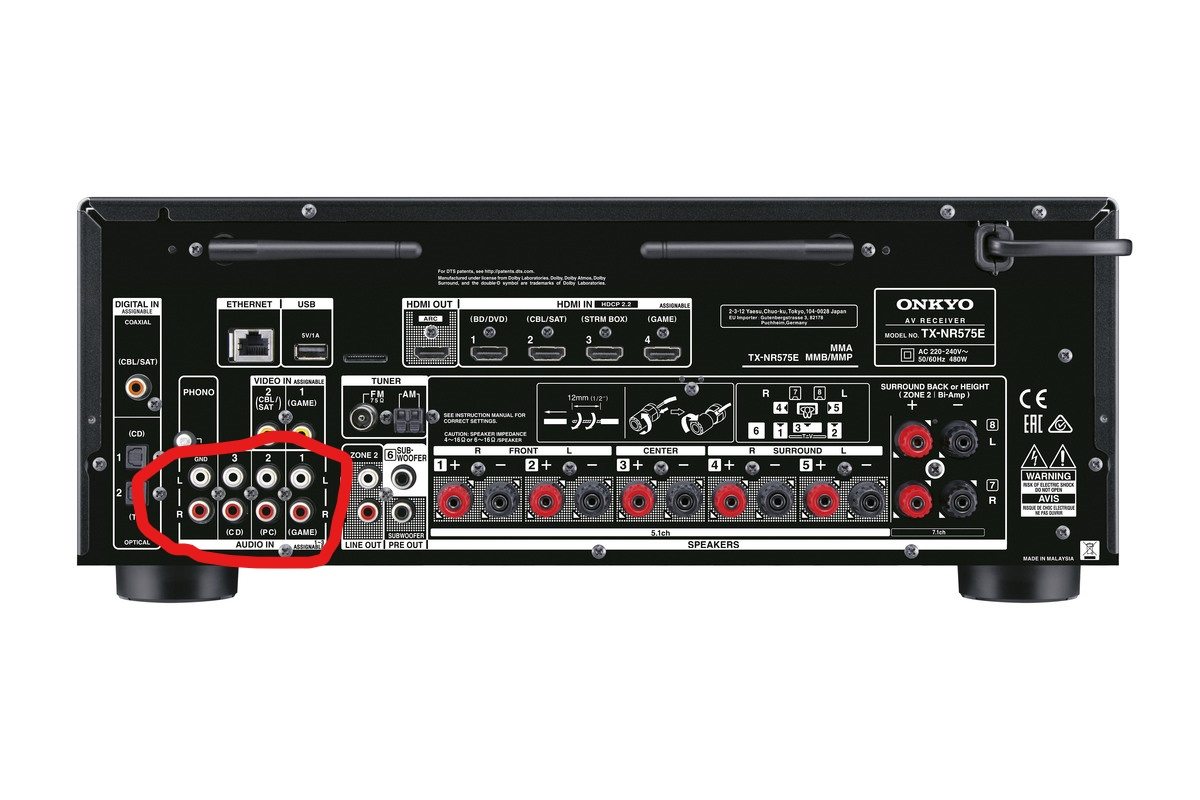 For DTS patents, see http://patents.dts.com.
Manufactured under license from Dolby Laboratories. Dolby, Dolby Atmos, Dolby
Surround, and the double-D symbol are trademarks of Dolby Laboratories.
DIGITAL IN
ASSIGNABLE
COAXIAL
(CBL/SAT)
(CD)
1
2
OPTICAL
ETHERNET
USB
5V/1A
HDMI OUT
ARC
HDMI IN HDCP 2.2 ASSIGNABLE
(BD/DVD) (CBL/SAT) (STRM BOX) (GAME)
1 2 3 4
2-3-12 Yaesu, Chuo-ku, Tokyo, 104-0028 Japan
EU Importer : Gutenbergstrasse 3, 82178
Puchheim, Germany
MMA
TX-NR575E MMB/MMP
ONKYO
AV RECEIVER
MODEL NO. TX-NR575E
AC 220-240V~
50/60Hz 480W
PHONO
GND
VIDEO IN ASSIGNABLE
2 1
(CBL/
SAT) (GAME)
3 2 1
L L
R R
(CD) (PC) (GAME)
AUDIO IN
TUNER
FM
75Ω
AM
ZONE 2
LINE OUT
6 SUB-
WOOFER
SUBWOOFER
PRE OUT
SEE INSTRUCTION MANUAL FOR
CORRECT SETTINGS.
CAUTION: SPEAKER IMPEDANCE
4~16Ω or 6~16Ω /SPEAKER
12mm (1/2")
R 7 8 L
4 5
6 1 3 2
TV
R FRONT L
CENTER
R SURROUND L
1 + − 2 + − 3 + − 4 + − 5 + −
5.1ch
7.1ch
SPEAKERS
SURROUND BACK or HEIGHT
( ZONE 2 | Bi-Amp )
+ −
8
L
7
R
CE
EAC
WARNING
RISK OF ELECTRIC SHOCK
DO NOT OPEN
AVIS
RISQUE DE CHOC ELECTRIQUE
NE PAS OUVRIR
MADE IN MALAYSIA